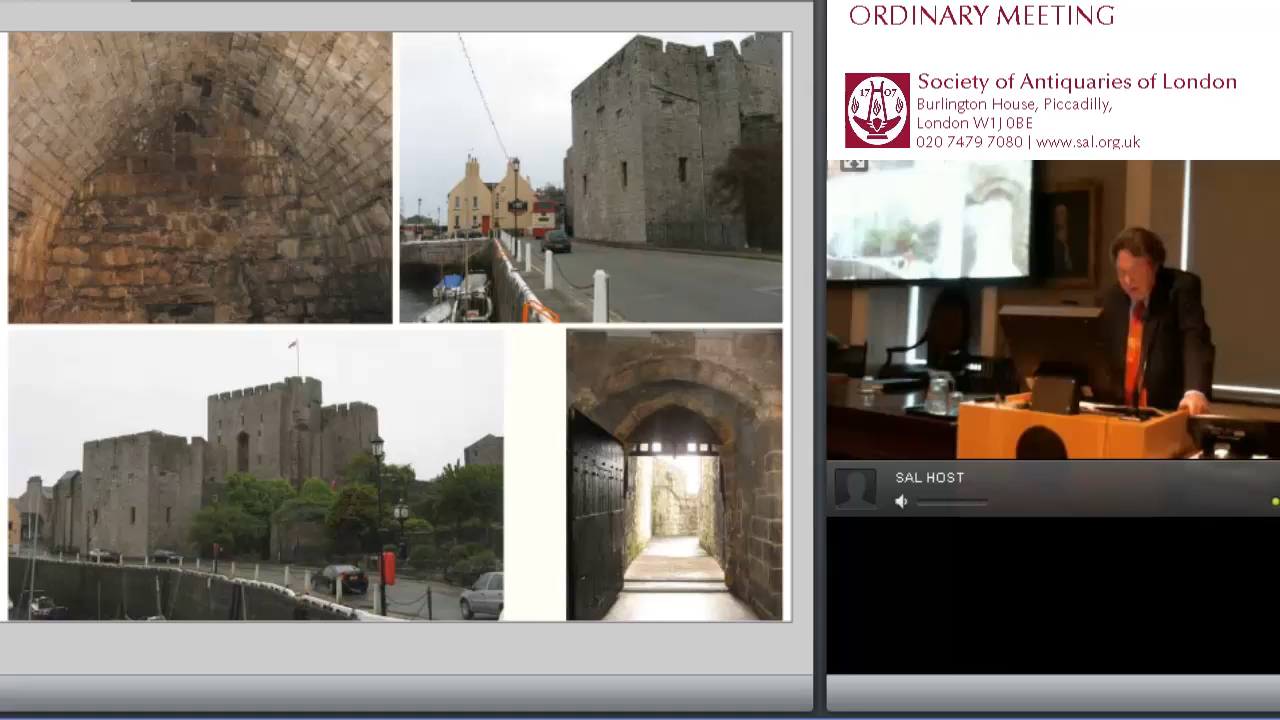 ORDINARY MEETING
1707
Society of Antiquaries of London
Burlington House, Piccadilly,
London W1J 0BE
020 7479 7080 | www.sal.org.uk
SAL HOST